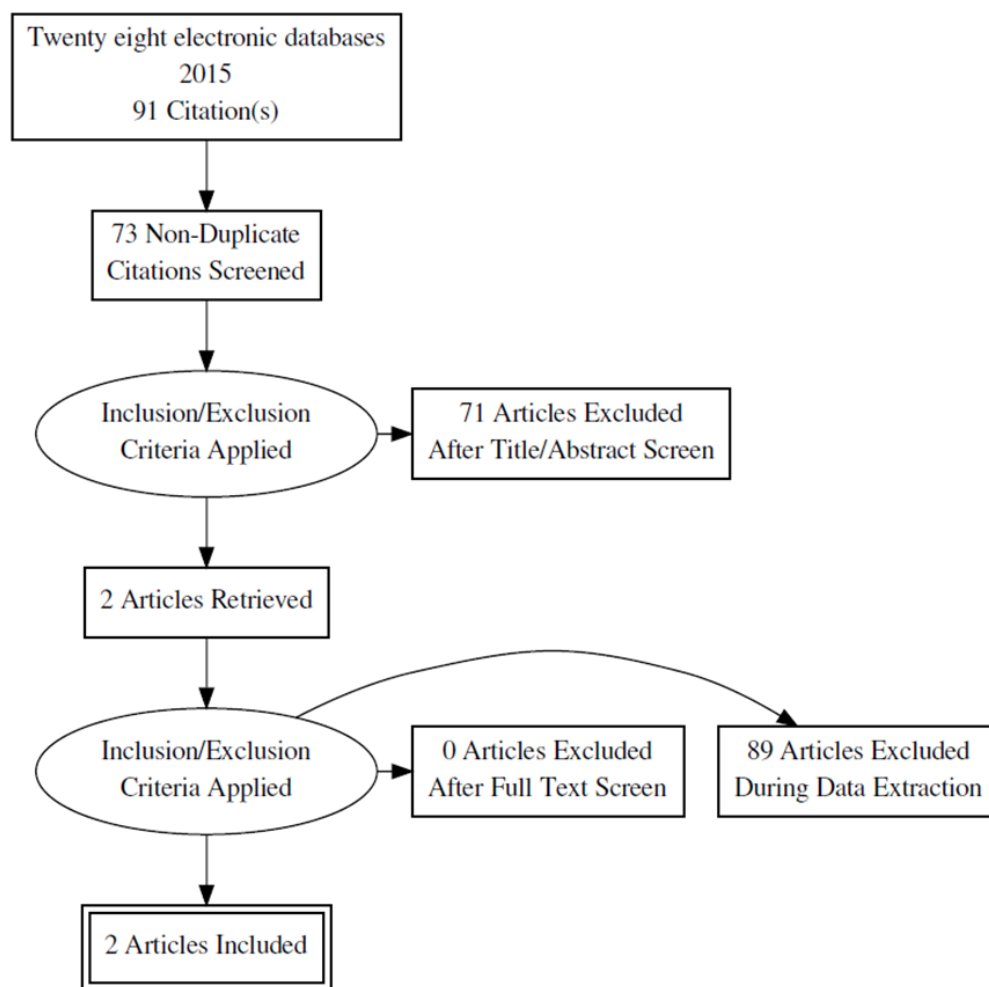 Twenty eight electronic databases
2015
91 Citation(s)
73 Non-Duplicate
Citations Screened
Inclusion/Exclusion
Criteria Applied
71 Articles Excluded
After Title/Abstract Screen
2 Articles Retrieved
Inclusion/Exclusion
Criteria Applied
0 Articles Excluded
After Full Text Screen
89 Articles Excluded
During Data Extraction
2 Articles Included